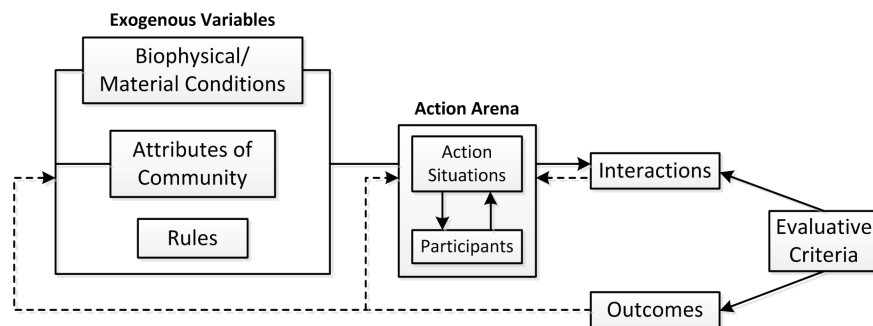 Exogenous Variables
Biophysical/
Material Conditions
Attributes of
Community
Rules
Action Arena
Action
Situations
Participants
Interactions
Evaluative
Criteria
Outcomes